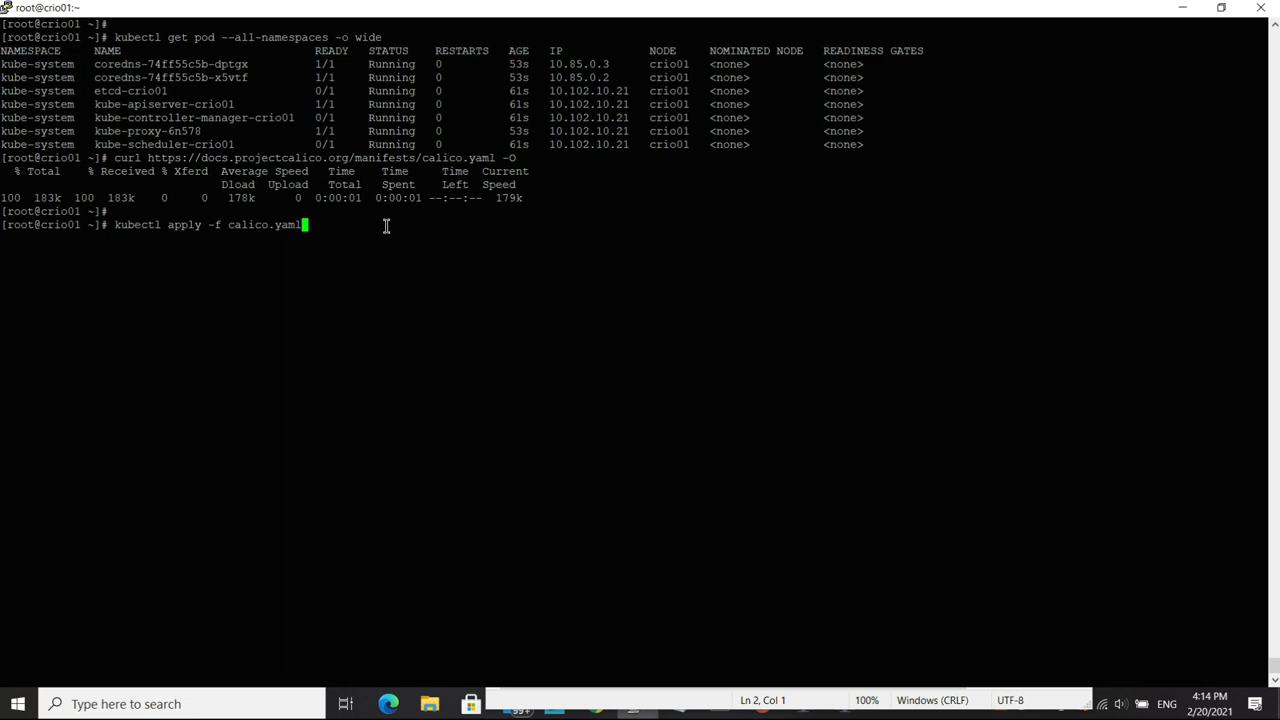 root@crio01:~
[root@crio01 ~]#
[root@crio01 ~]# kubectl get pod --all-namespaces -o wide
NAMESPACE NAME READY STATUS RESTARTS AGE IP NODE NOMINATED NODE READINESS GATES
kube-system coredns-74ff55c5b-dptgx 1/1 Running 0 53s 10.85.0.3 crio01 <none> <none>
kube-system coredns-74ff55c5b-x5vtf 1/1 Running 0 53s 10.85.0.2 crio01 <none> <none>
kube-system etcd-crio01 0/1 Running 0 61s 10.102.10.21 crio01 <none> <none>
kube-system kube-apiserver-crio01 1/1 Running 0 61s 10.102.10.21 crio01 <none> <none>
kube-system kube-controller-manager-crio01 0/1 Running 0 61s 10.102.10.21 crio01 <none> <none>
kube-system kube-proxy-6n578 1/1 Running 0 53s 10.102.10.21 crio01 <none> <none>
kube-system kube-scheduler-crio01 0/1 Running 0 61s 10.102.10.21 crio01 <none> <none>
[root@crio01 ~]# curl https://docs.projectcalico.org/manifests/calico.yaml -O
% Total % Received % Xferd Average Speed Time Time Time Current
Dload Upload Total Spent Left Speed
100 183k 100 183k 0 0 178k 0 0:00:01 0:00:01 --:--:-- 179k
[root@crio01 ~]#
[root@crio01 ~]# kubectl apply -f calico.yaml
Type here to search
99+
Ln 2, Col 1 100% Windows (CRLF) UTF-8
ENG
4:14 PM
2/20/2021